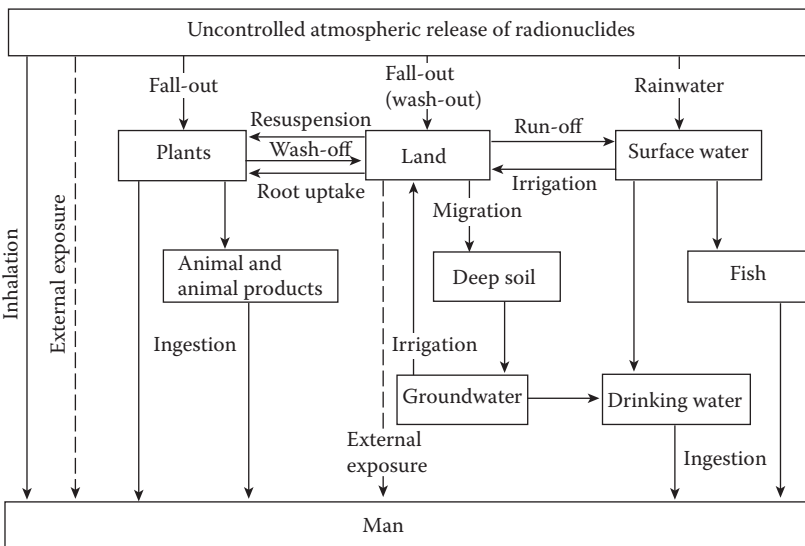 Uncontrolled atmospheric release of radionuclides
Fall-out
Fall-out
(wash-out)
Rainwater
Resuspension
Run-off
Plants
Wash-off
Land
Surface water
Root uptake
Irrigation
Migration
Inhalation
External exposure
Animal and
animal products
Deep soil
Fish
Ingestion
Irrigation
Groundwater
Drinking water
External
exposure
Ingestion
Man